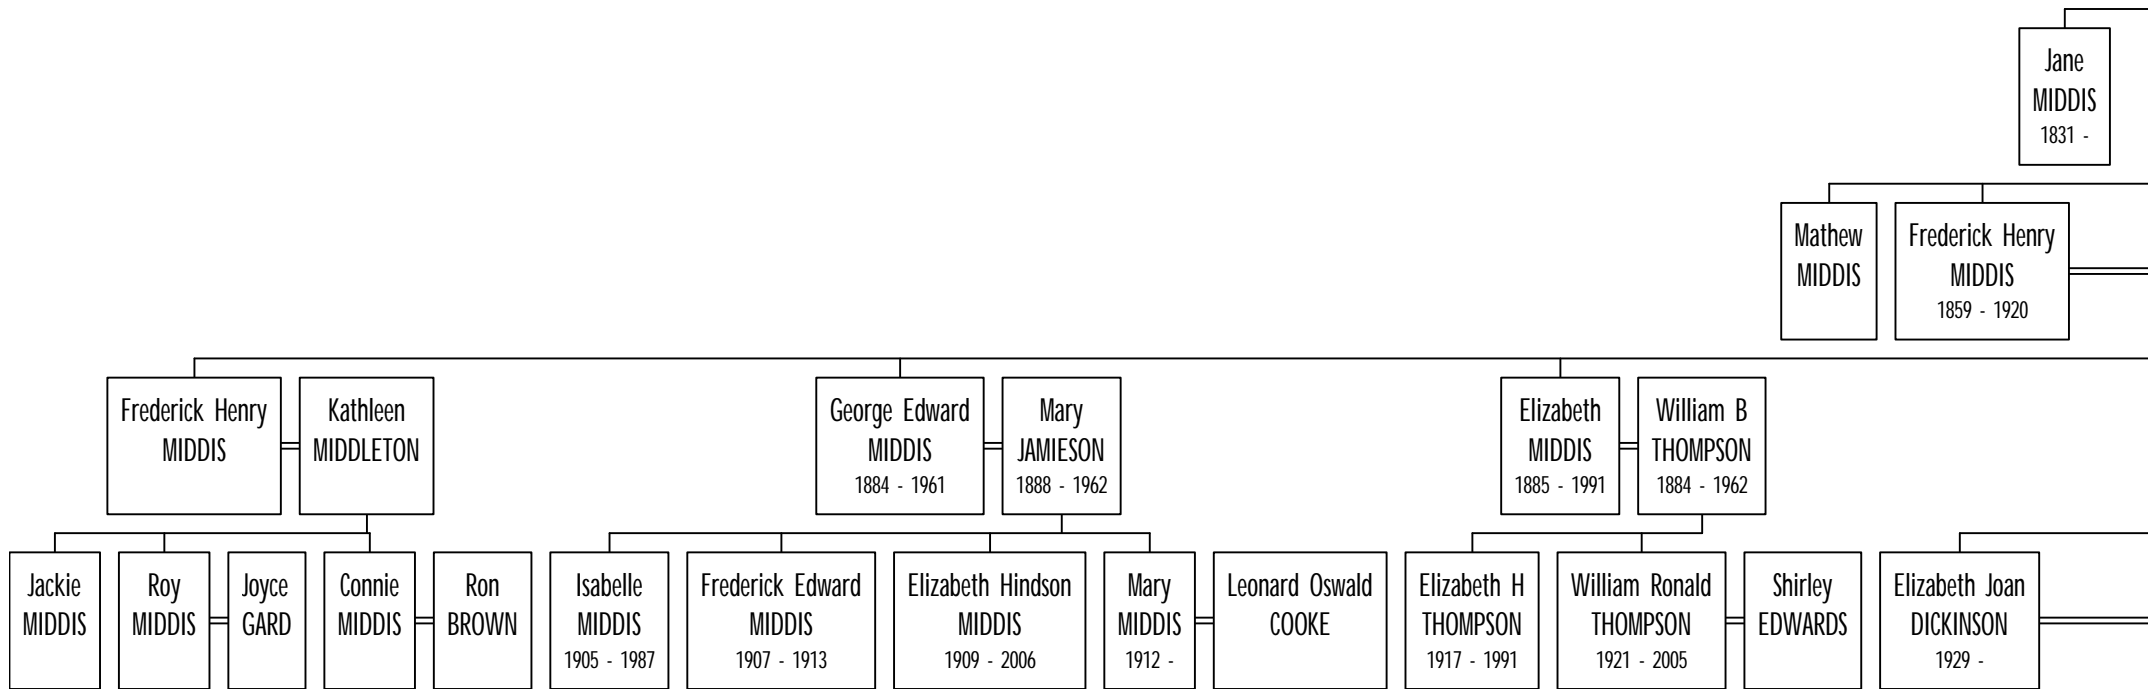 Jane
MIDDIS
1831 -
Mathew
MIDDIS
Frederick Henry
MIDDIS
1859 - 1920
Frederick Henry
MIDDIS
Kathleen
MIDDLETON
George Edward
MIDDIS
1884 - 1961
Mary
JAMIESON
1888 - 1962
Elizabeth
MIDDIS
1885 - 1991
William B
THOMPSON
1884 - 1962
Jackie
MIDDIS
Roy
MIDDIS
Joyce
GARD
Connie
MIDDIS
Ron
BROWN
Isabelle
MIDDIS
1905 - 1987
Frederick Edward
MIDDIS
1907 - 1913
Elizabeth Hindson
MIDDIS
1909 - 2006
Mary
MIDDIS
1912 -
Leonard Oswald
COOKE
Elizabeth H
THOMPSON
1917 - 1991
William Ronald
THOMPSON
1921 - 2005
Shirley
EDWARDS
Elizabeth Joan
DICKINSON
1929 -